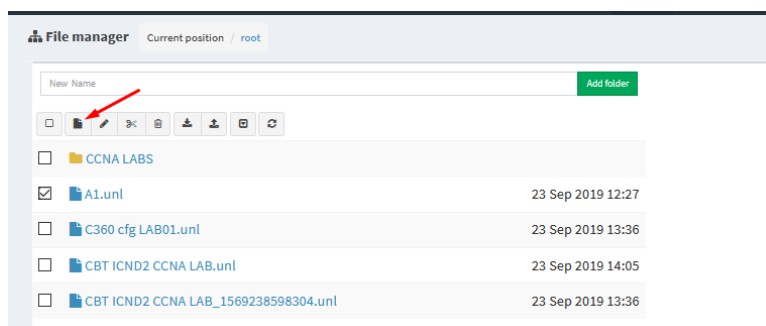 File manager Current position / root
New Name Add folder
CCNA LABS
A1.unl 23 Sep 2019 12:27
C360 cfg LAB01.unl 23 Sep 2019 13:36
CBT ICND2 CCNA LAB.unl 23 Sep 2019 14:05
CBT ICND2 CCNA LAB_1569238598304.unl 23 Sep 2019 13:36